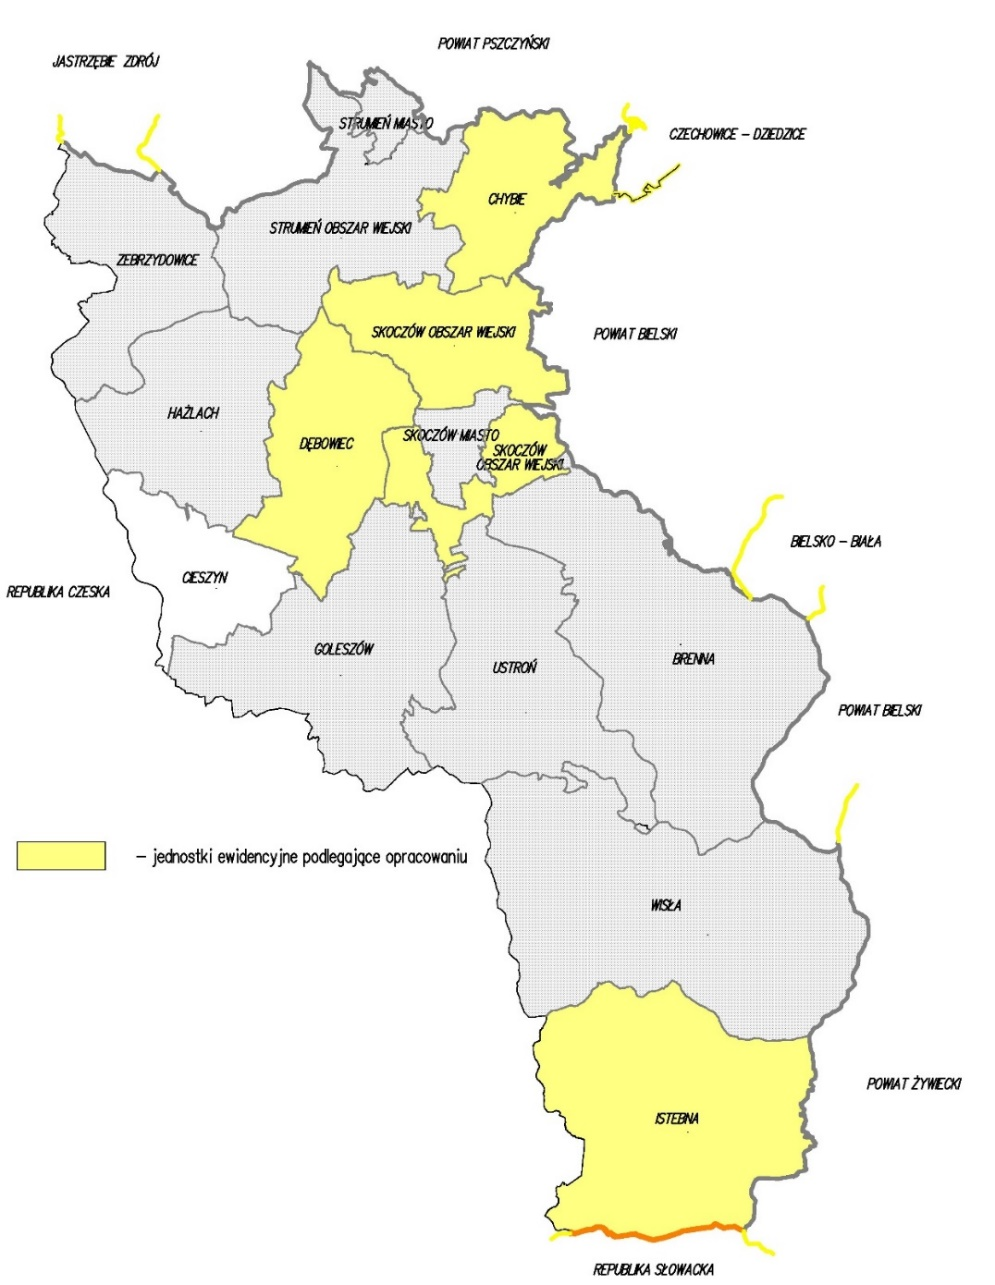 POWIAT PSZCZYŃSKI
JASTRZĘBIE ZDRÓJ
STRUMIEŃ MIASTO
CZECHOWICE – DZIEDZICE
CHYBIE
STRUMIEŃ OBSZAR WIEJSKI
ZEBRZYDOWICE
SKOCZÓW OBSZAR WIEJSKI
POWIAT BIELSKI
HAŻLACH
DĘBOWIEC
SKOCZÓW MIASTO
SKOCZÓW
OBSZAR WIEJSKI
BIELSKO – BIAŁA
CIESZYN
REPUBLIKA CZESKA
GOLESZÓW
USTROŃ
BRENNA
POWIAT BIELSKI
– jednostki ewidencyjne podlegające opracowaniu
WISŁA
POWIAT ŻYWIECKI
ISTEBNA
REPUBLIKA SŁOWACKA